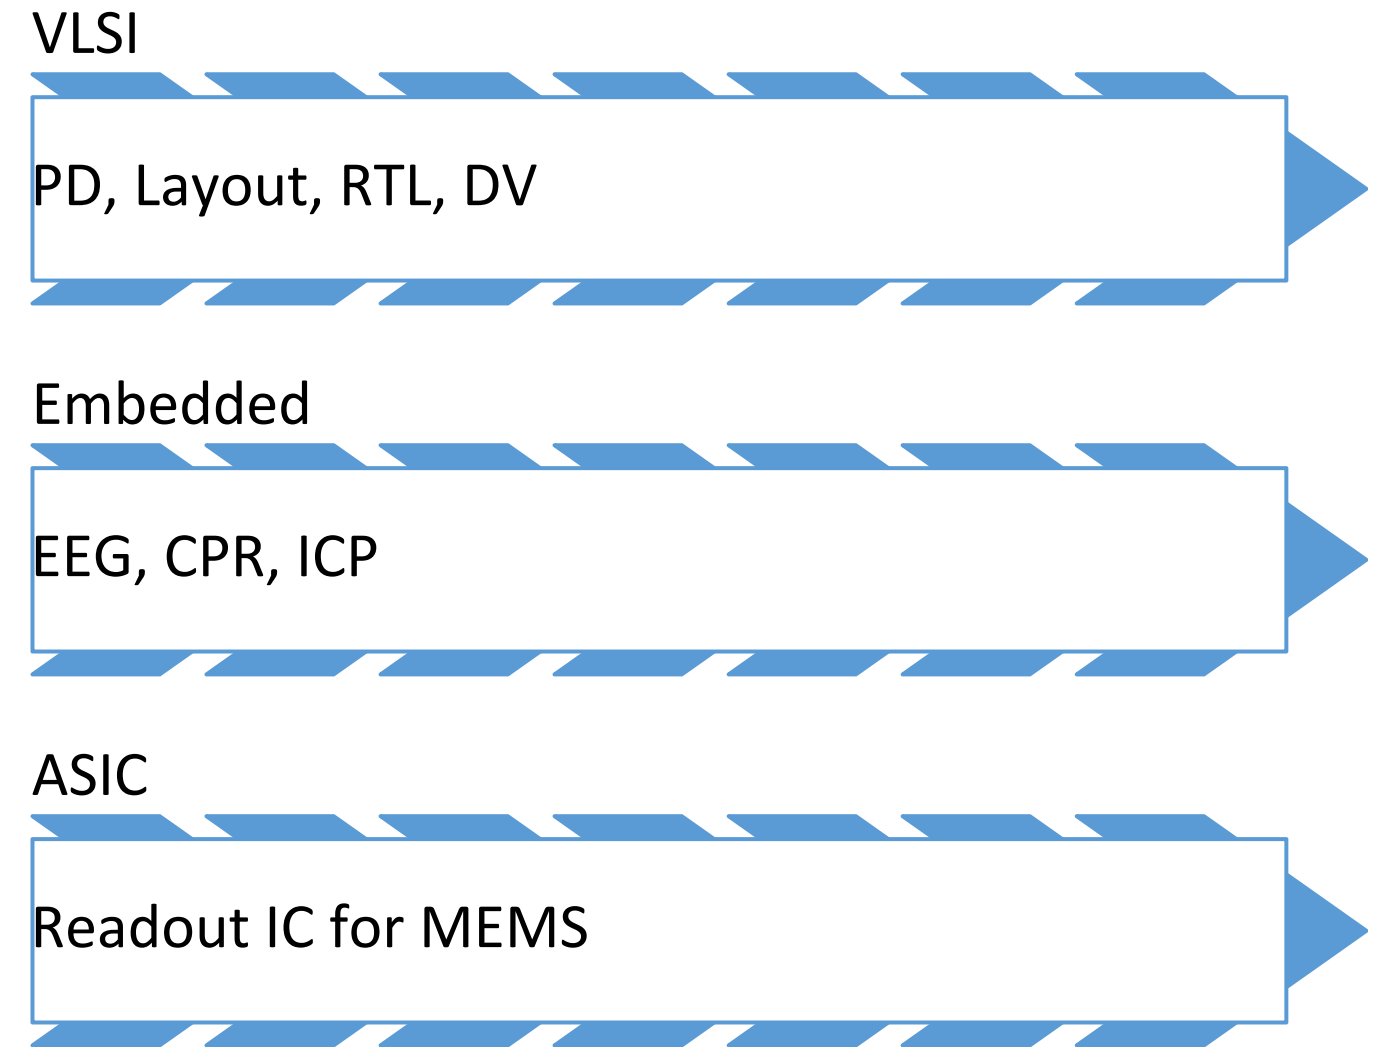 VLSI
PD, Layout, RTL, DV
Embedded
EEG, CPR, ICP
ASIC
Readout IC for MEMS